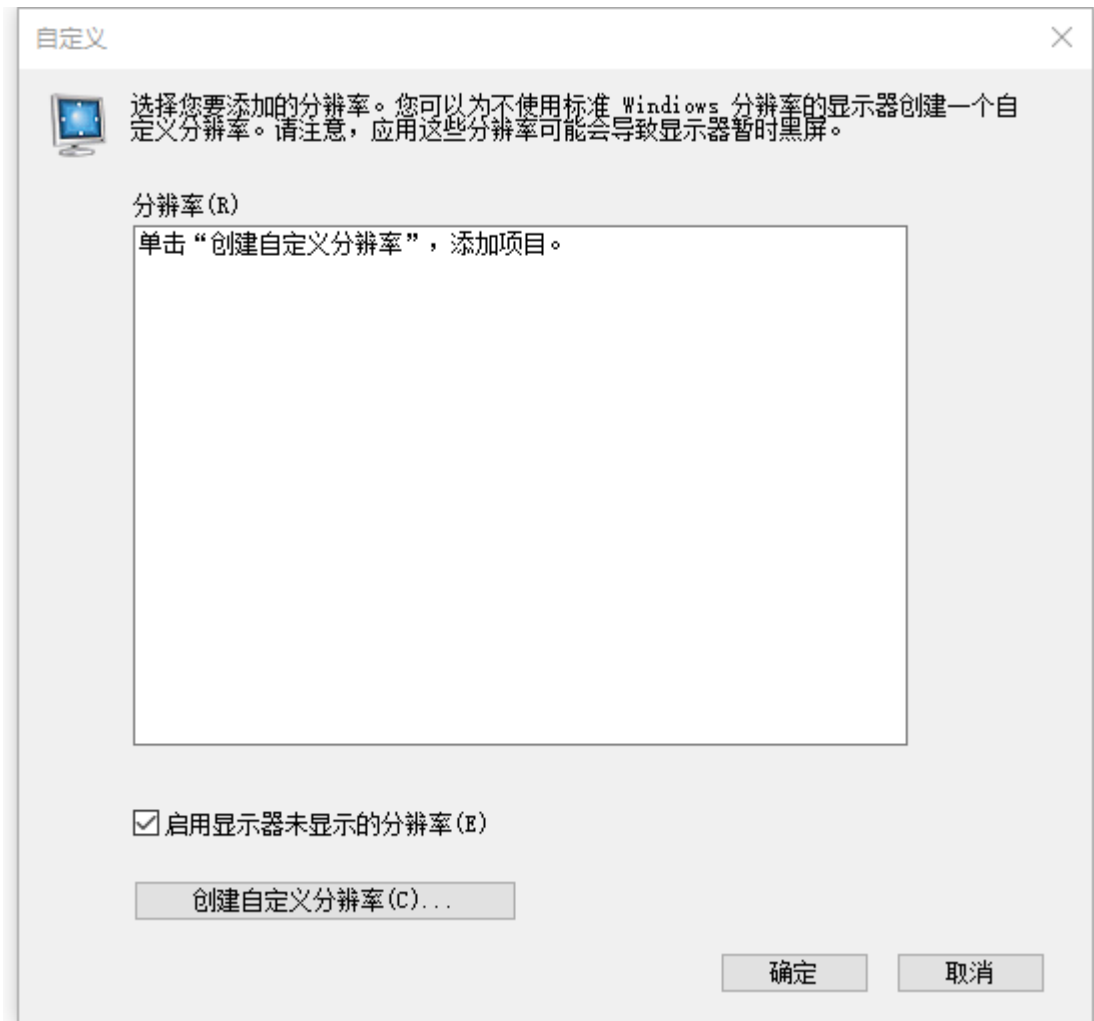 自定义
选择您要添加的分辨率。您可以为不使用标准 Windiows 分辨率的显示器创建一个自
定义分辨率。请注意，应用这些分辨率可能会导致显示器暂时黑屏。
分辨率(R)
单击“创建自定义分辨率”，添加项目。
启用显示器未显示的分辨率(E)
创建自定义分辨率(C)...
确定
取消